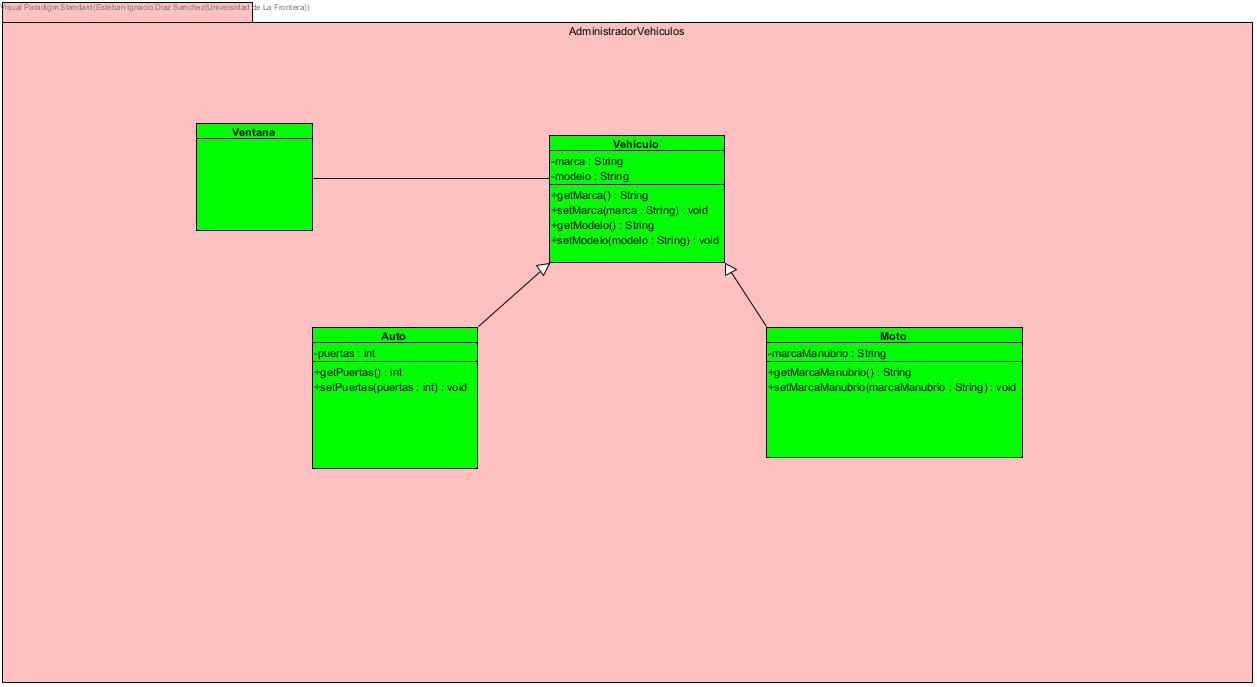 Visual Paradigm Standard(Esteban Ignacio Diaz Sanchez(Universidad de La Frontera))
AdministradorVehiculos
Ventana
Vehiculo
-marca : String
-modelo : String
+getMarca() : String
+setMarca(marca : String) : void
+getModelo() : String
+setModelo(modelo : String) : void
Auto
-puertas : int
+getPuertas() : int
+setPuertas(puertas : int) : void
Moto
-marcaManubrio : String
+getMarcaManubrio() : String
+setMarcaManubrio(marcaManubrio : String) : void